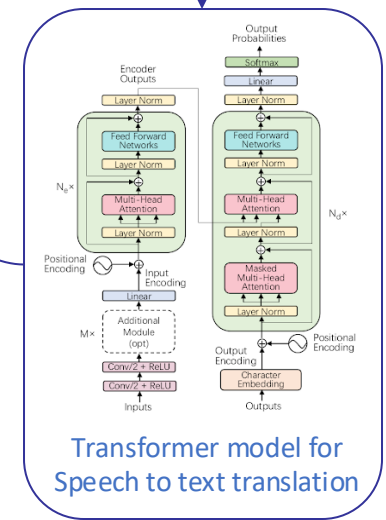 Output
Probabilities
Softmax
Linear
Layer Norm
Feed Forward
Networks
Layer Norm
Multi-Head
Attention
Layer Norm
Masked
Multi-Head
Attention
Layer Norm
N_d×
Output
Encoding
Positional
Encoding
Character
Embedding
Outputs
Encoder
Outputs
Layer Norm
Feed Forward
Networks
Layer Norm
Multi-Head
Attention
Layer Norm
N_e×
Positional
Encoding
Input
Encoding
Linear
M×
Additional
Module
(opt)
Conv/2 + ReLU
Conv/2 + ReLU
Inputs
Transformer model for
Speech to text translation